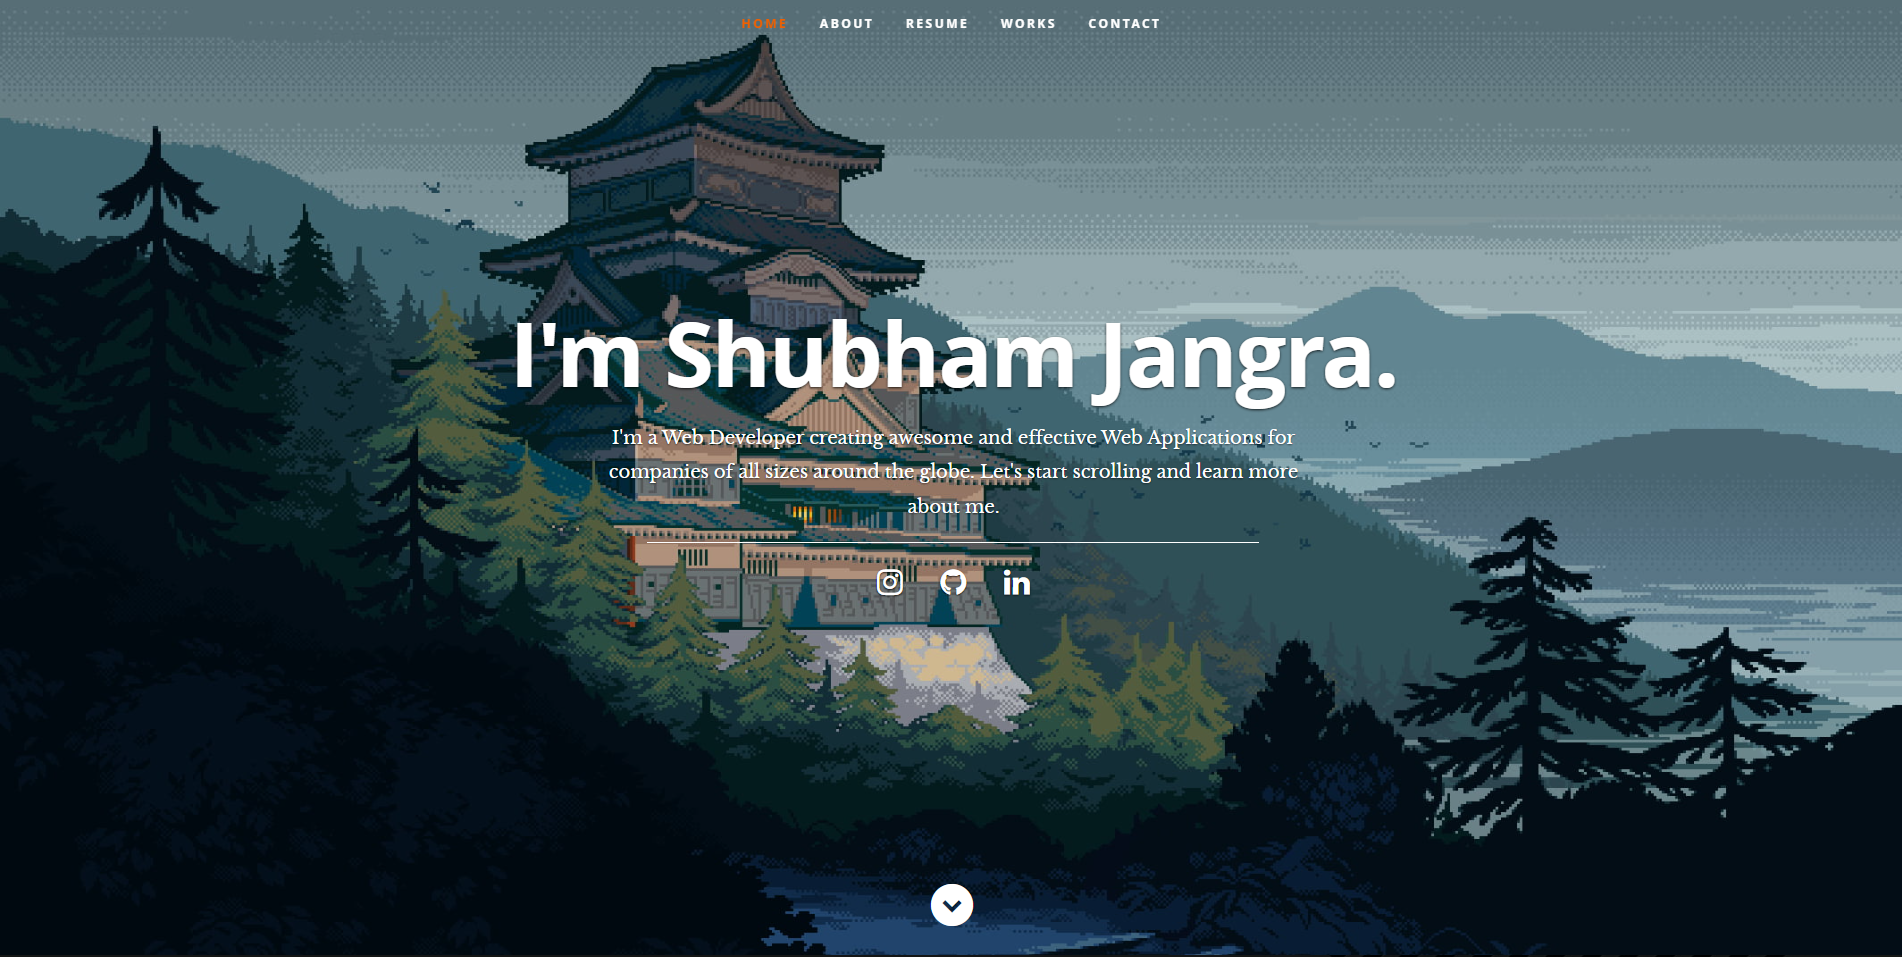 HOME ABOUT RESUME WORKS CONTACT
I'm Shubham Jangra.
I'm a Web Developer creating awesome and effective Web Applications for
companies of all sizes around the globe. Let's start scrolling and learn more
about me.
in